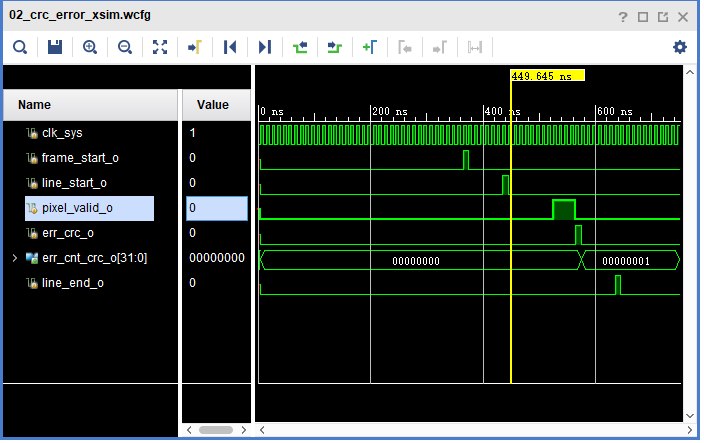 02_crc_error_xsim.wcfg
449.645 ns
Name Value
0 ns 200 ns 400 ns 600 ns
clk_sys 1
frame_start_o 0
line_start_o 0
pixel_valid_o 0
err_crc_o 0
err_cnt_crc_o[31:0] 00000000 00000000 00000001
line_end_o 0